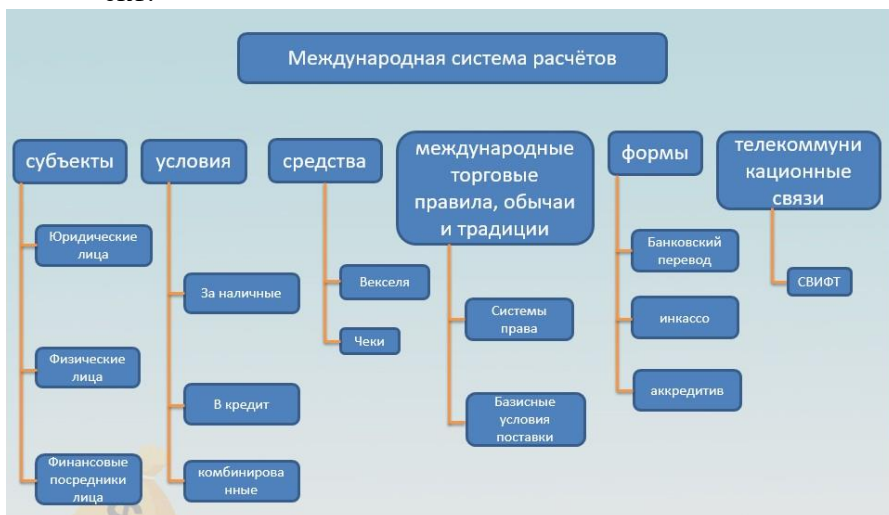 Международная система расчётов
субъекты
Юридические
лица
Физические
лица
Финансовые
посредники
лица
условия
За наличные
В кредит
комбинирова
нные
средства
Векселя
Чеки
международные
торговые
правила, обычаи
и традиции
Системы
права
Базисные
условия
поставки
формы
Банковский
перевод
инкассо
аккредитив
телекоммуни
кационные
связи
СВИФТ